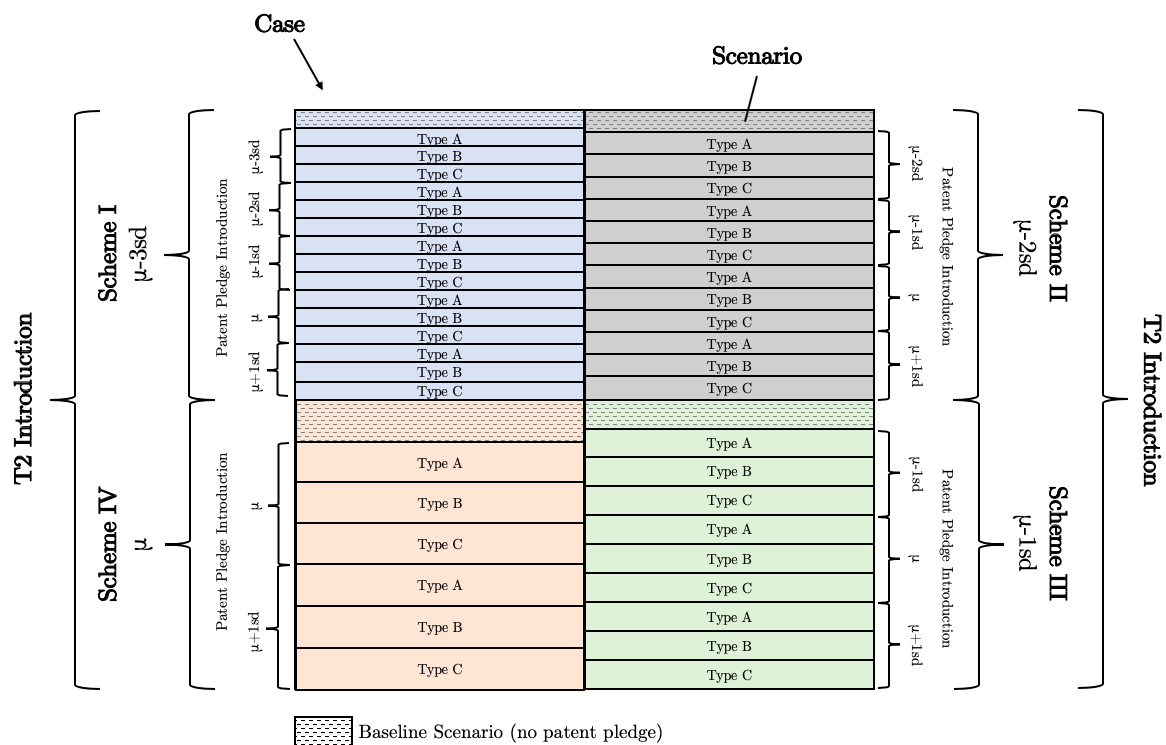 Case
Scenario
T2 Introduction
Scheme I
μ-3sd
Patent Pledge Introduction
μ-3sd
Type A
Type B
Type C
μ-2sd
Type A
Type B
Type C
μ-1sd
Type A
Type B
Type C
μ
Type A
Type B
Type C
μ+1sd
Type A
Type B
Type C
Type A
Type B
Type C
μ-2sd
Type A
Type B
Type C
μ-1sd
Type A
Type B
Type C
μ
Type A
Type B
Type C
μ+1sd
Patent Pledge Introduction
Scheme II
μ-2sd
T2 Introduction
Scheme IV
μ
Patent Pledge Introduction
μ
Type A
Type B
Type C
μ+1sd
Type A
Type B
Type C
Type A
Type B
Type C
μ-1sd
Type A
Type B
Type C
μ
Type A
Type B
Type C
μ+1sd
Patent Pledge Introduction
Scheme III
μ-1sd
Baseline Scenario (no patent pledge)